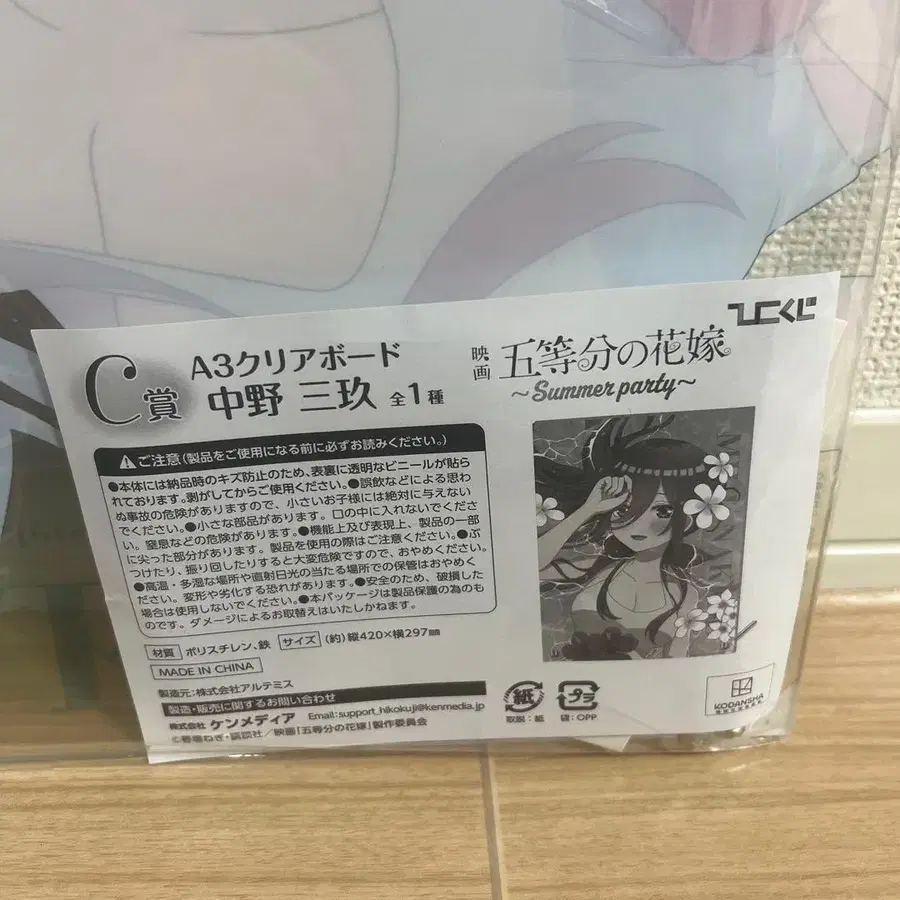 ひこくじ
C賞
A3クリアボード
中野 三玖 全1種
映画 五等分の花嫁
～Summer party～
⚠ご注意(製品をご使用になる前に必ずお読みください。)
●本体には納品時のキズ防止のため、表裏に透明なビニールが貼ら
れております。剥がしてからご使用ください。●誤飲などによる思わ
ぬ事故の危険がありますので、小さいお子様には絶対に与えない
でください。●小さな部品があります。口の中に入れないでくださ
い。窒息などの危険があります。●機能上及び表現上、製品の一部
に尖った部分があります。製品を使用の際はご注意ください。●ぶ
つけたり、振り回したりすると大変危険ですので、おやめください。
●高温・多湿な場所や直射日光の当たる場所での保管はおやめく
ださい。変形や劣化する恐れがあります。●安全のため、破損した
場合は使用しないでください。●本パッケージは製品保護の為のも
のです。ダメージによるお取替えはいたしかねます。
材質 ポリスチレン、鉄 サイズ (約)縦420×横297㎜
MADE IN CHINA
製造元:株式会社アルテミス
製造・販売に関するお問い合わせ
株式会社 ケンメディア Email:support_hikokuji@kenmedia.jp
©春場ねぎ・講談社／映画「五等分の花嫁」製作委員会
紙
取説:紙
プラ
袋:OPP
KODANSHA